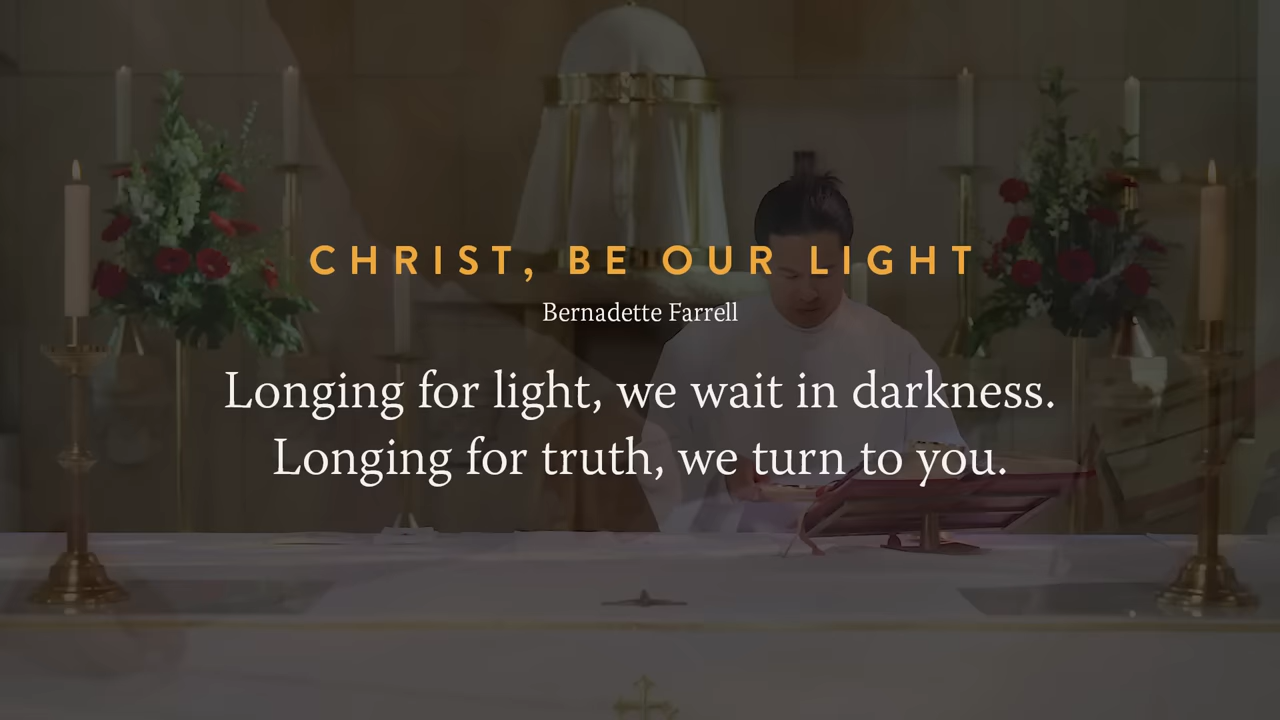 CHRIST, BE OUR LIGHT
Bernadette Farrell
Longing for light, we wait in darkness.
Longing for truth, we turn to you.